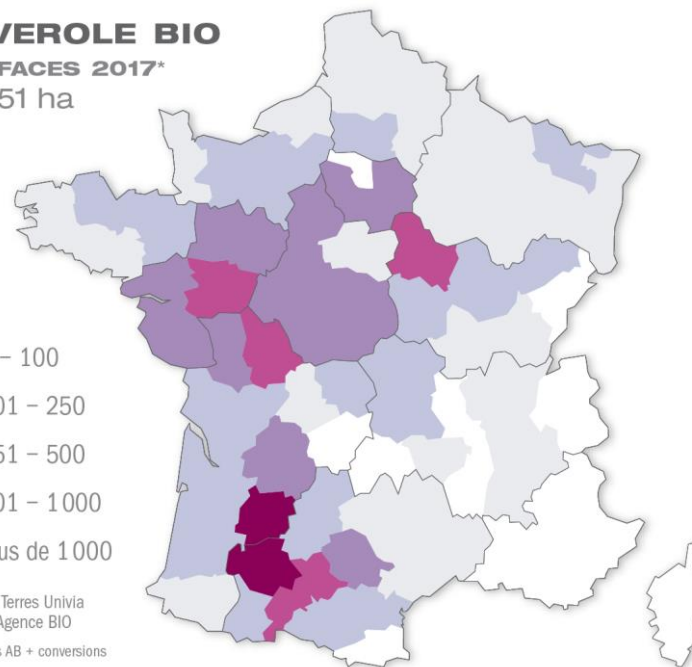 VEROLE BIO
FACES 2017*
51 ha
– 100
01 – 250
51 – 500
01 – 1000
us de 1000
Terres Univia
Agence BIO
s AB + conversions